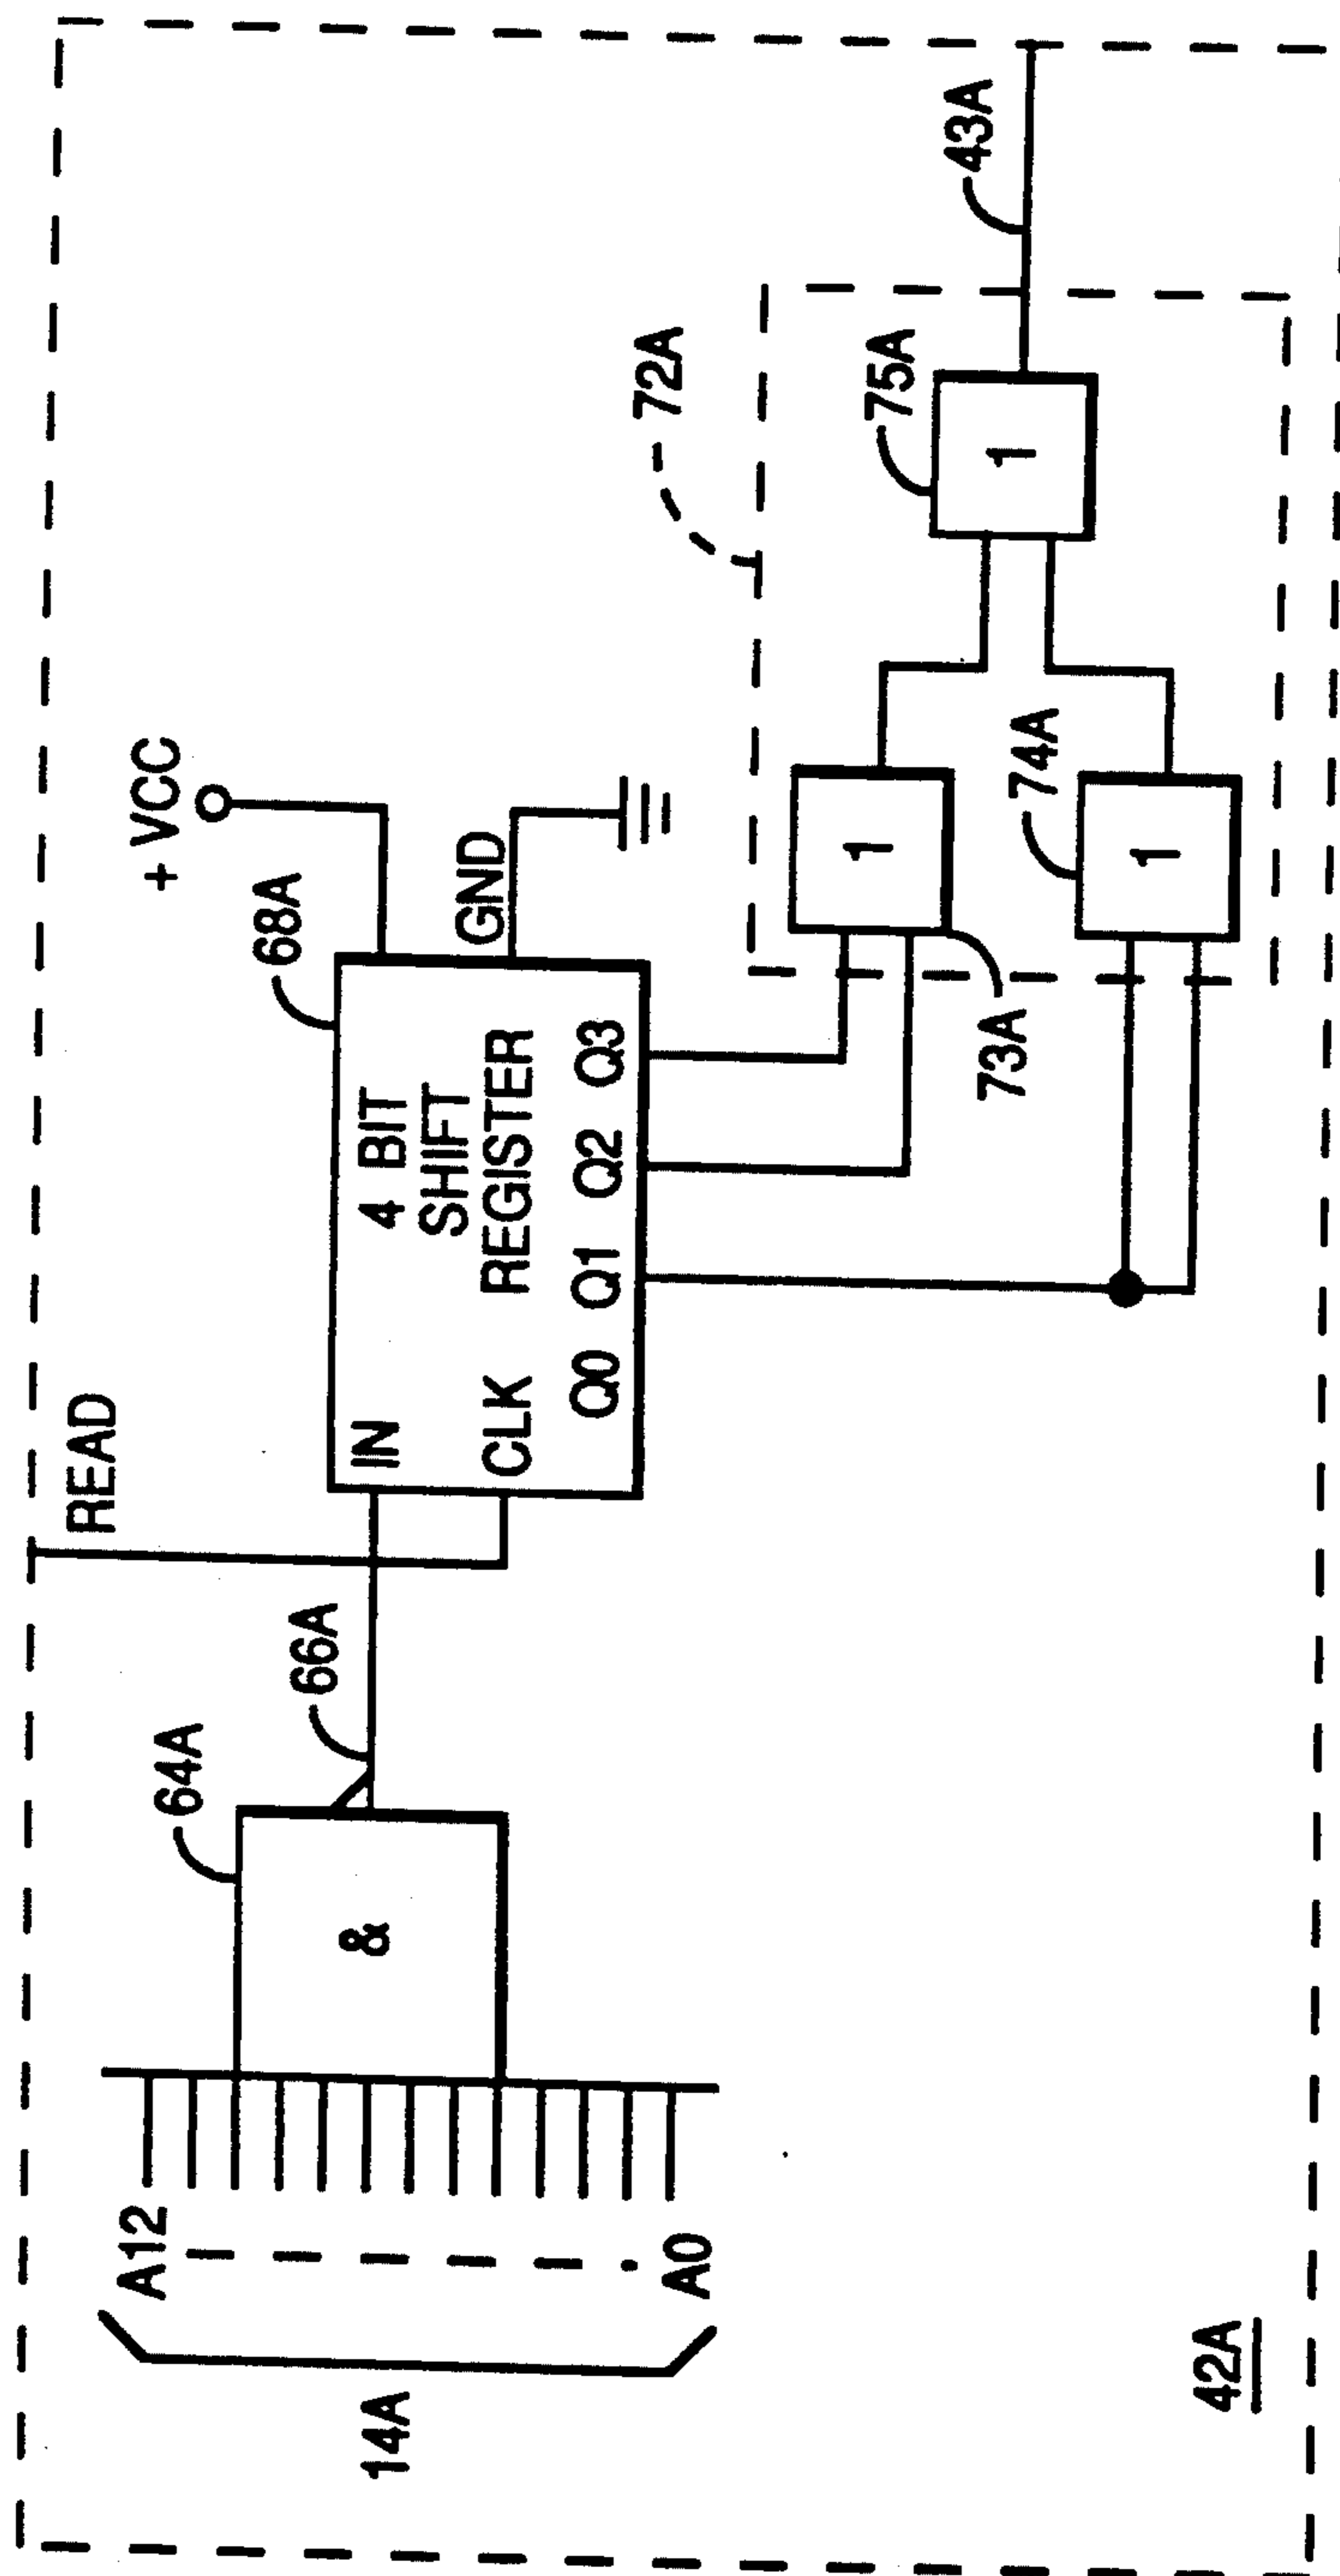 READ
+ VCC
68A
64A
66A
IN
4 BIT
SHIFT
CLK REGISTER
Q0 Q1 Q2 Q3
GND
A12
A0
14A
&
72A
43A
75A
1
1
73A
74A
1
42A